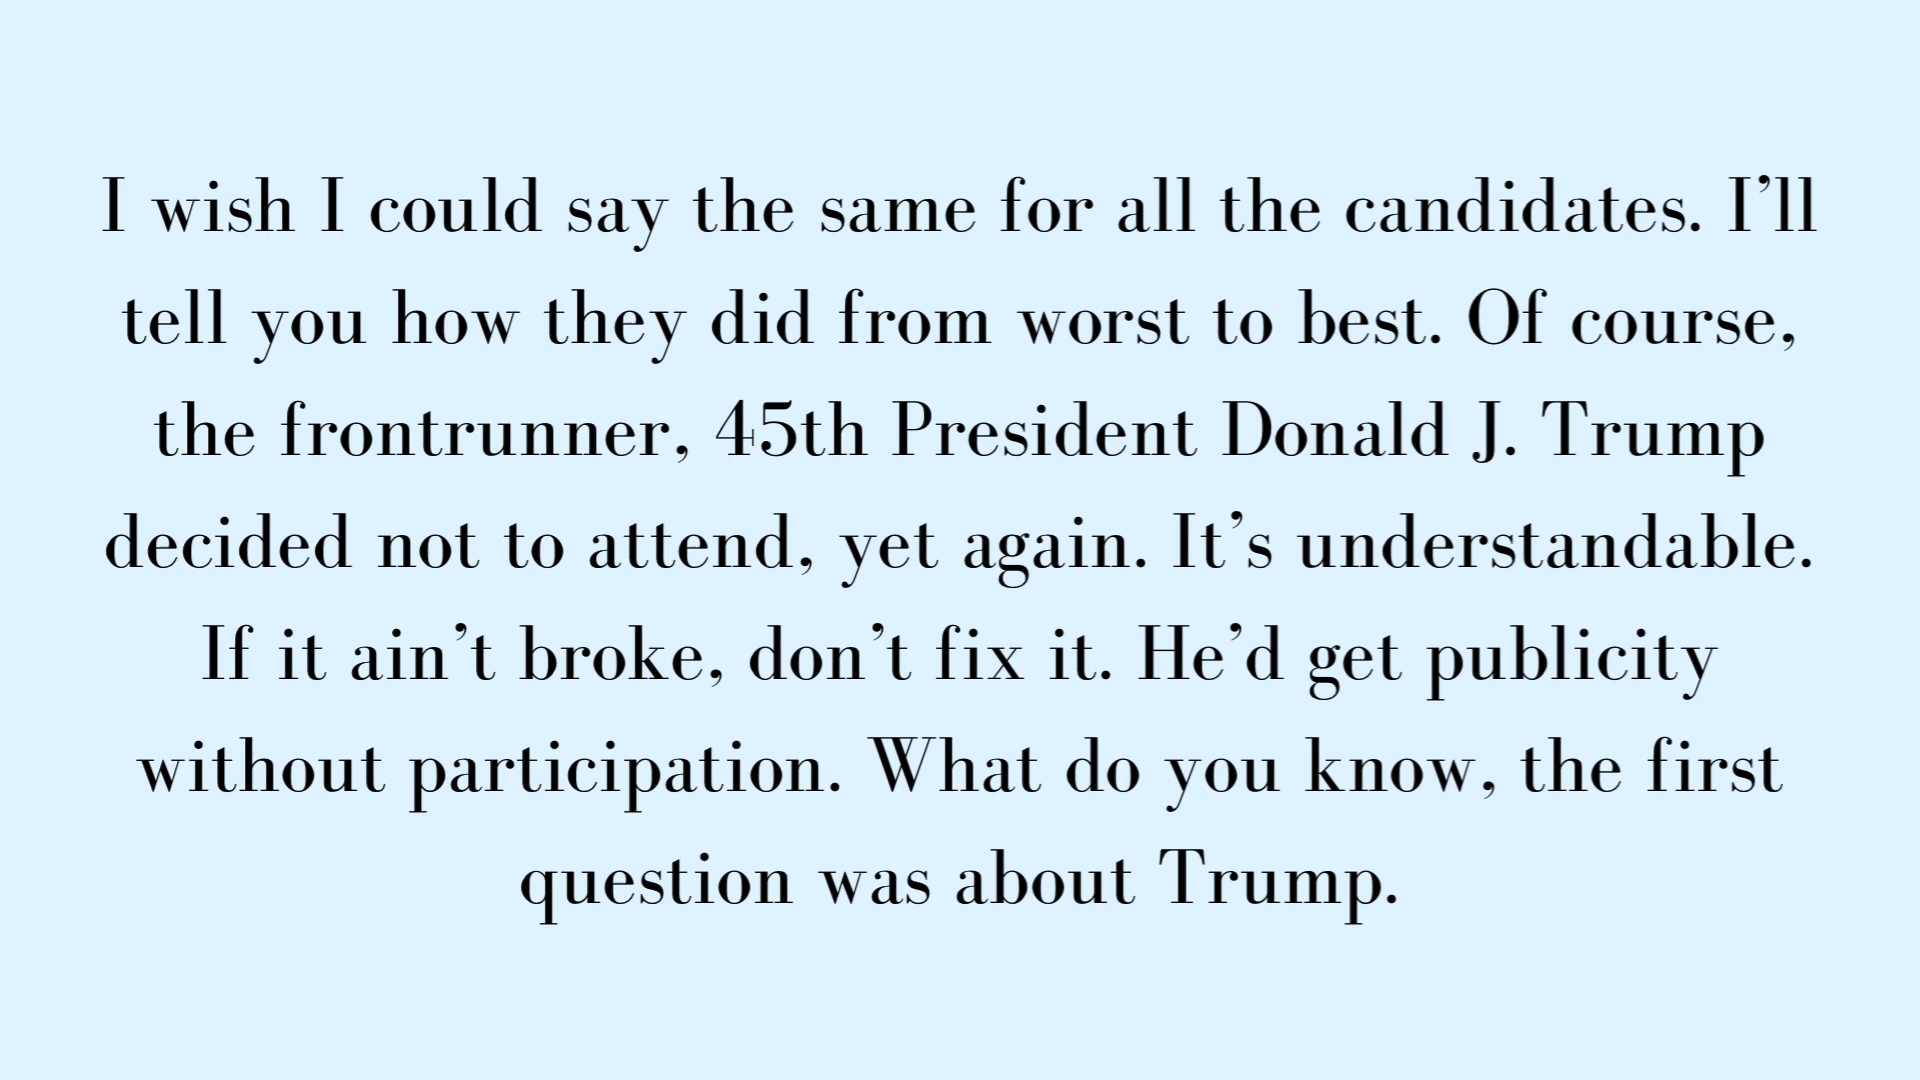 I wish I could say the same for all the candidates. I’ll
tell you how they did from worst to best. Of course,
the frontrunner, 45th President Donald J. Trump
decided not to attend, yet again. It’s understandable.
If it ain’t broke, don’t fix it. He’d get publicity
without participation. What do you know, the first
question was about Trump.